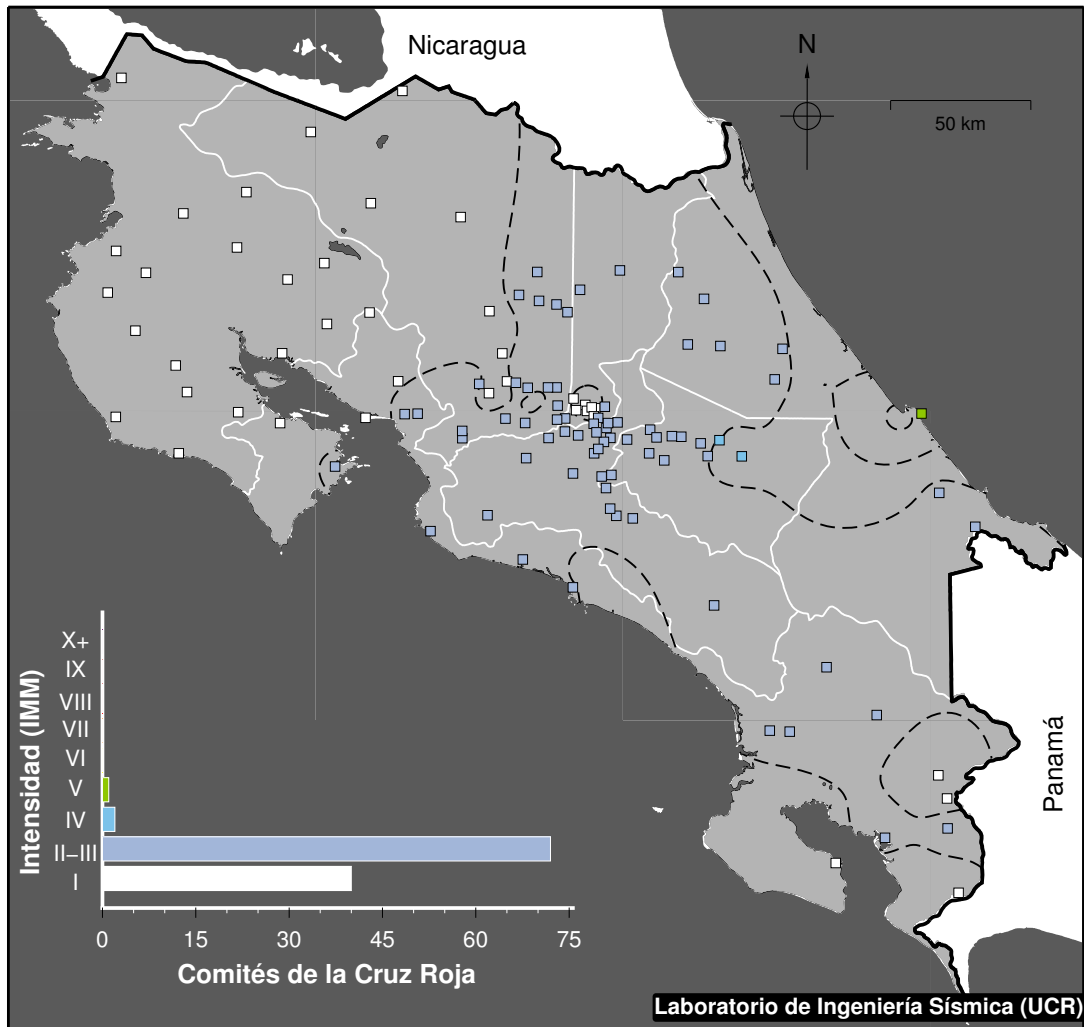 Nicaragua
N
50 km
Panamá
Intensidad (IMM)
X+
IX
VIII
VII
VI
V
IV
II–III
I
0 15 30 45 60 75
Comités de la Cruz Roja
Laboratorio de Ingeniería Sísmica (UCR)